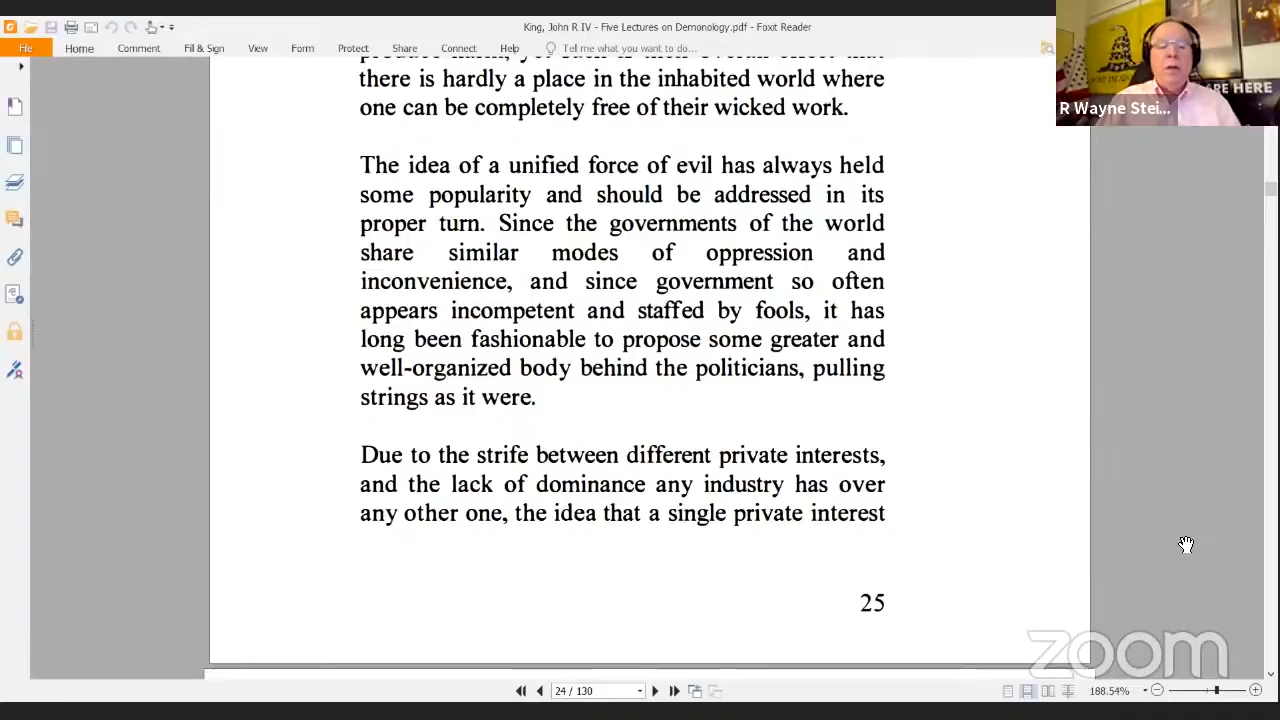 King, John R IV - Five Lectures on Demonology.pdf - Foxit Reader
File Home Comment Fill & Sign View Form Protect Share Connect Help Tell me what you want to do...
there is hardly a place in the inhabited world where
one can be completely free of their wicked work.
The idea of a unified force of evil has always held
some popularity and should be addressed in its
proper turn. Since the governments of the world
share similar modes of oppression and
inconvenience, and since government so often
appears incompetent and staffed by fools, it has
long been fashionable to propose some greater and
well-organized body behind the politicians, pulling
strings as it were.
Due to the strife between different private interests,
and the lack of dominance any industry has over
any other one, the idea that a single private interest
25
R Wayne Stei...
ARE HERE
zoom
24 / 130
188.54%